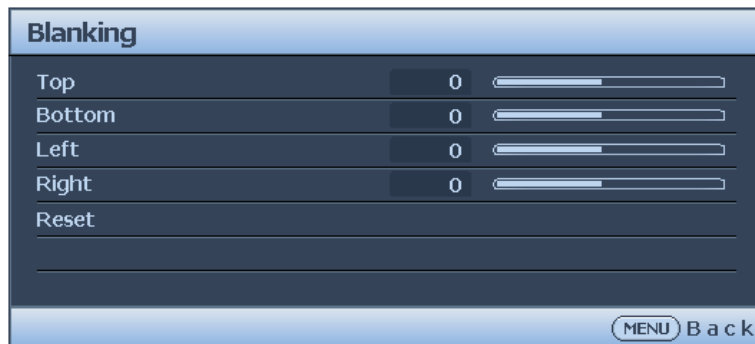 Blanking
Top 0
Bottom 0
Left 0
Right 0
Reset
MENU Back